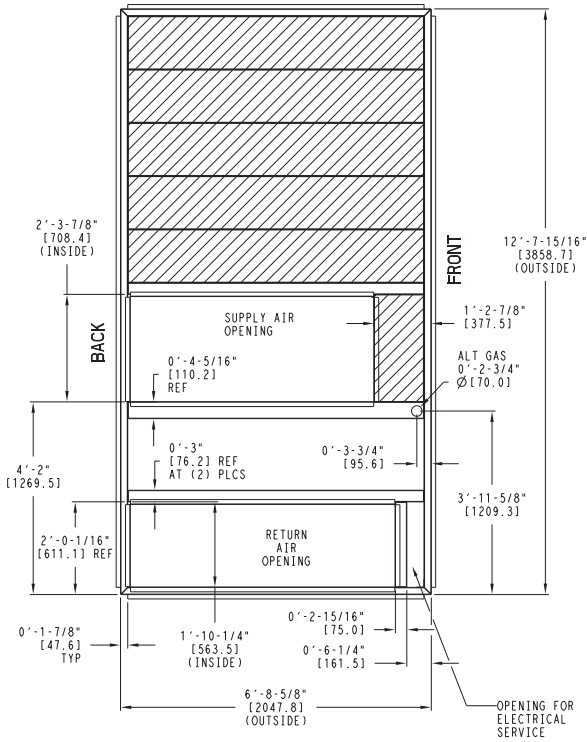 2'-3-7/8"
[708.4]
(INSIDE)
12'-7-15/16"
[3858.7]
(OUTSIDE)
FRONT
BACK
SUPPLY AIR
OPENING
1'-2-7/8"
[377.5]
0'-4-5/16"
[110.2]
REF
ALT GAS
0'-2-3/4"
Ø[70.0]
0'-3"
[76.2] REF
AT (2) PLCS
0'-3-3/4"
[95.6]
4'-2"
[1269.5]
3'-11-5/8"
[1209.3]
2'-0-1/16"
[611.1] REF
RETURN
AIR
OPENING
0'-1-7/8"
[47.6]
TYP
1'-10-1/4"
[563.5]
(INSIDE)
0'-2-15/16"
[75.0]
0'-6-1/4"
[161.5]
6'-8-5/8"
[2047.8]
(OUTSIDE)
OPENING FOR
ELECTRICAL
SERVICE